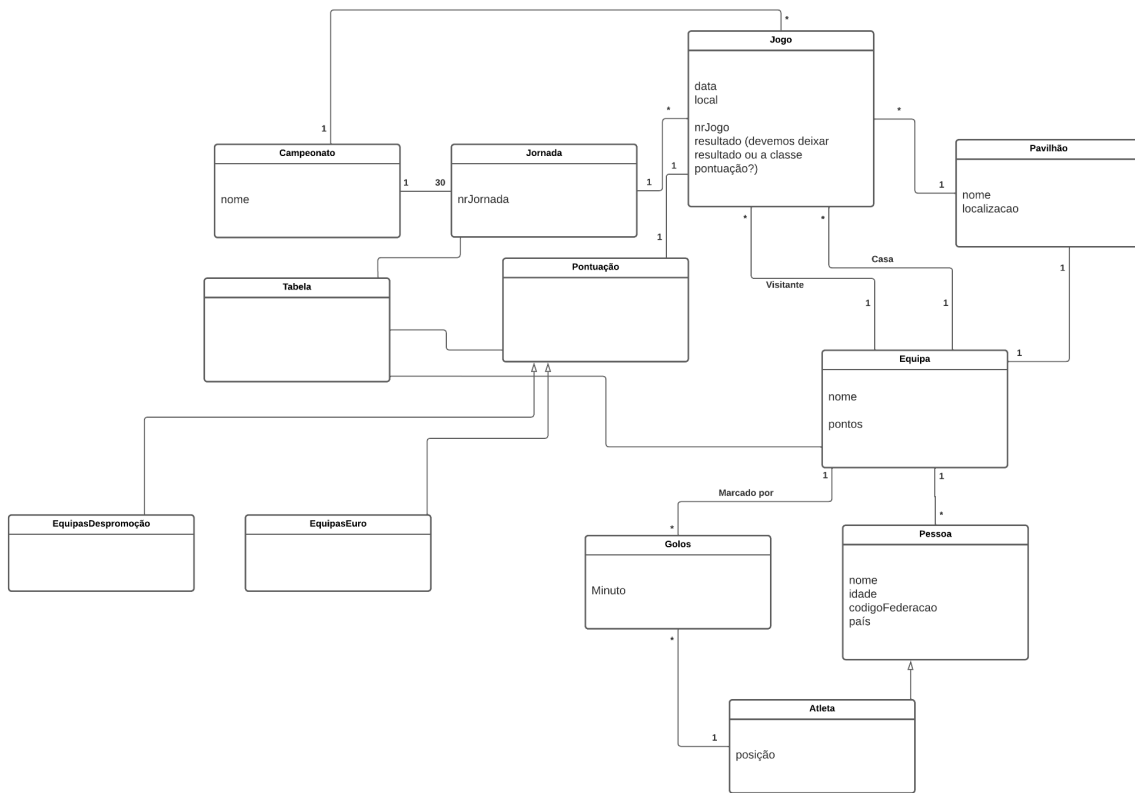 *
Jogo
data
local
nrJogo
resultado (devemos deixar
resultado ou a classe
pontuação?)
*
*
1
Campeonato
nome
1
30
Jornada
nrJornada
1
1
Pavilhão
nome
localizacao
1
*
*
1
Casa
Visitante
1
Tabela
Pontuação
1
1
1
Equipa
nome
pontos
1
1
Marcado por
*
*
EquipasDespromoção
EquipasEuro
Golos
Minuto
Pessoa
nome
idade
codigoFederacao
país
*
Atleta
1
posição